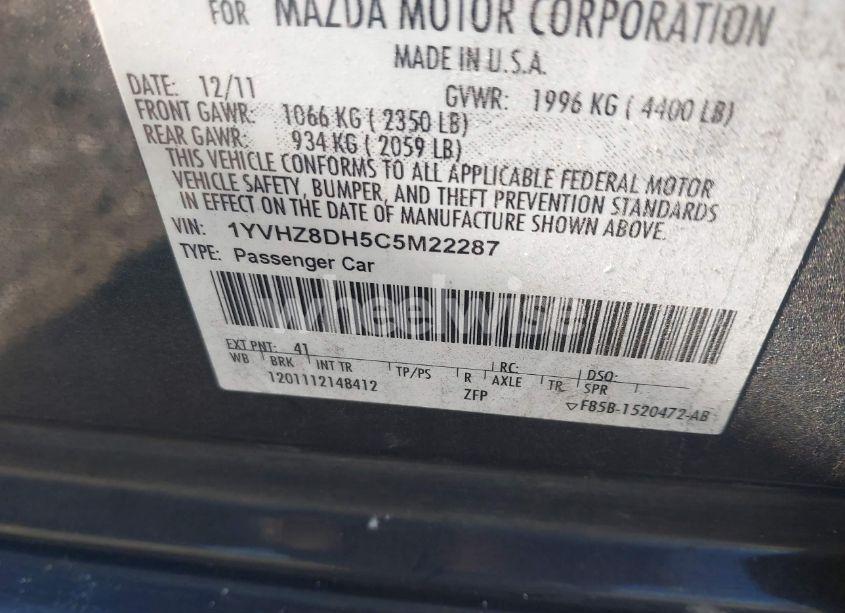 FOR MAZDA MOTOR CORPORATION
MADE IN U.S.A.
DATE: 12/11 GVWR: 1996 KG ( 4400 LB)
FRONT GAWR: 1066 KG ( 2350 LB)
REAR GAWR: 934 KG ( 2059 LB)
THIS VEHICLE CONFORMS TO ALL APPLICABLE FEDERAL MOTOR
VEHICLE SAFETY, BUMPER, AND THEFT PREVENTION STANDARDS
IN EFFECT ON THE DATE OF MANUFACTURE SHOWN ABOVE.
VIN: 1YVHZ8DH5C5M22287
TYPE: Passenger Car
wheelwise
EXT PNT: 41 RC: DSO:
WB BRK INT TR TP/PS R AXLE TR SPR
1201112148412 ZFP ▽F85B-1520472-AB